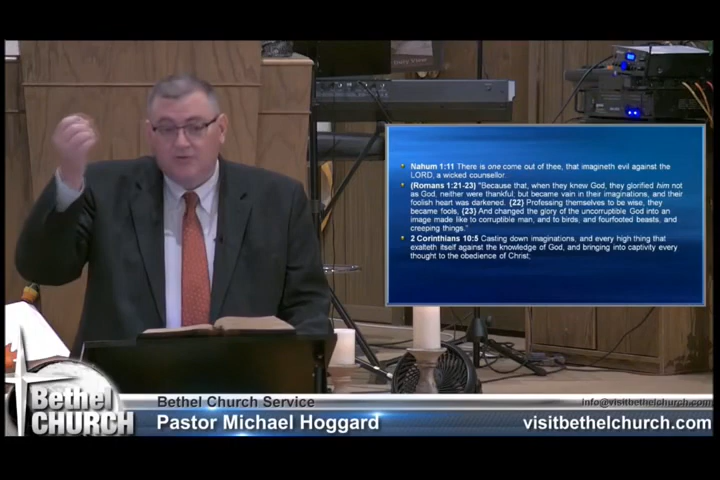 Nahum 1:11 There is one come out of thee, that imagineth evil against the
LORD, a wicked counsellor.
(Romans 1:21-23) "Because that, when they knew God, they glorified him not
as God, neither were thankful; but became vain in their imaginations, and their
foolish heart was darkened. (22) Professing themselves to be wise, they
became fools, (23) And changed the glory of the uncorruptible God into an
image made like to corruptible man, and to birds, and fourfooted beasts, and
creeping things."
2 Corinthians 10:5 Casting down imaginations, and every high thing that
exalteth itself against the knowledge of God, and bringing into captivity every
thought to the obedience of Christ;
Bethel
CHURCH
Bethel Church Service
info@visitbethelchurch.com
Pastor Michael Hoggard
visitbethelchurch.com